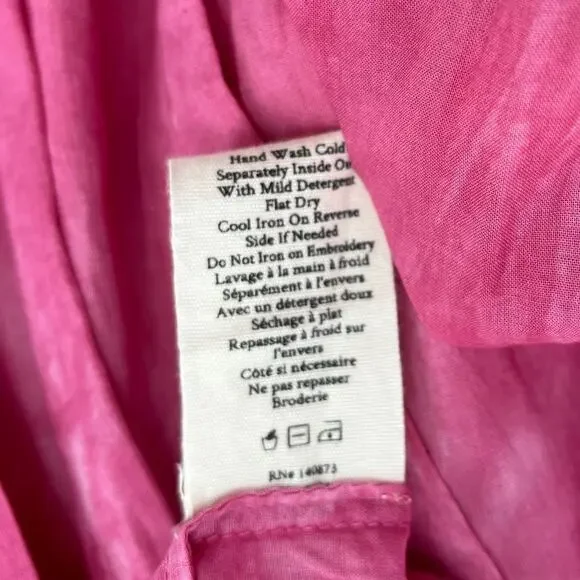 Hand Wash Cold
Separately Inside
With Mild Detergent
Flat Dry
Cool Iron On Reverse
Side If Needed
Do Not Iron on Embroidery
Lavage à la main à froid
Séparément à l'envers
Avec un détergent doux
Séchage à plat
Repassage à froid sur
l'envers
Côté si nécessaire
Ne pas repasser
Broderie
RN# 140873